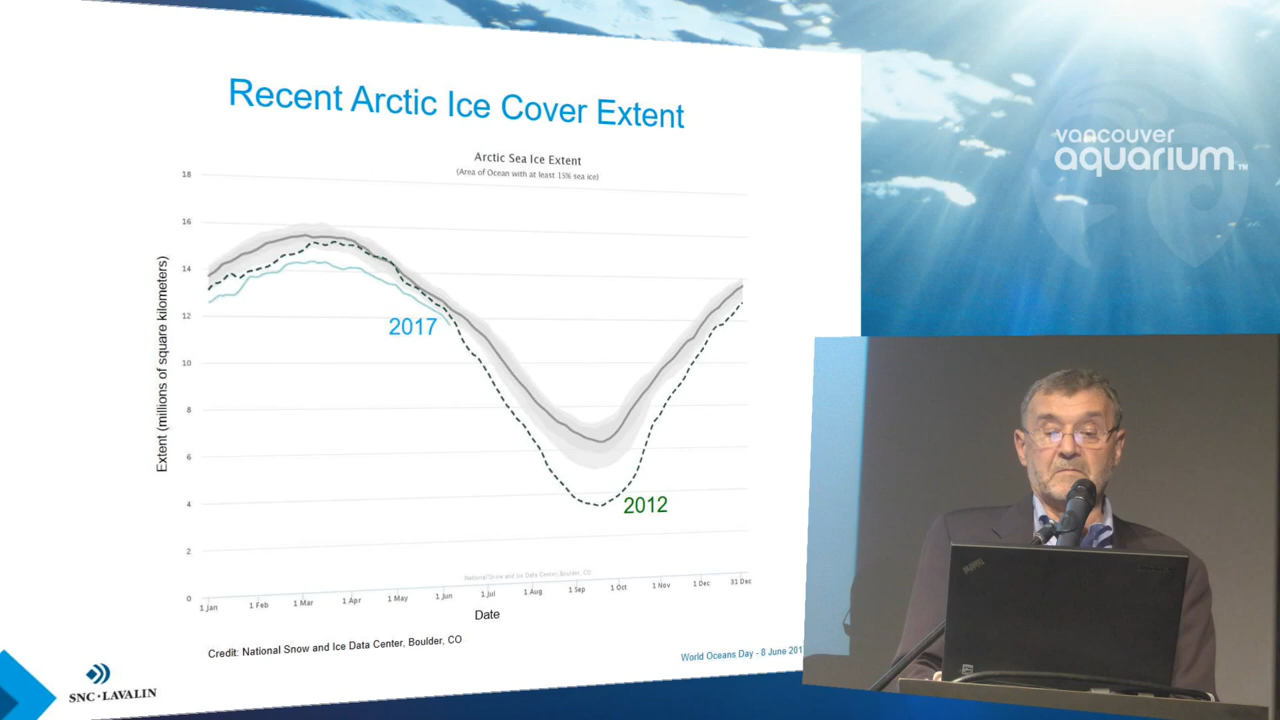 Recent Arctic Ice Cover Extent
Arctic Sea Ice Extent
(Area of Ocean with at least 15% sea ice)
18
16
14
12
10
8
6
4
2
0
Extent (millions of square kilometers)
2017
2012
National Snow and Ice Data Center, Boulder, CO
1 Jan
1 Feb
1 Mar
1 Apr
1 May
1 Jun
1 Jul
1 Aug
1 Sep
1 Oct
1 Nov
1 Dec
31 Dec
Date
Credit: National Snow and Ice Data Center, Boulder, CO
World Oceans Day - 8 June 201
SNC·LAVALIN
vancouver
aquarium™